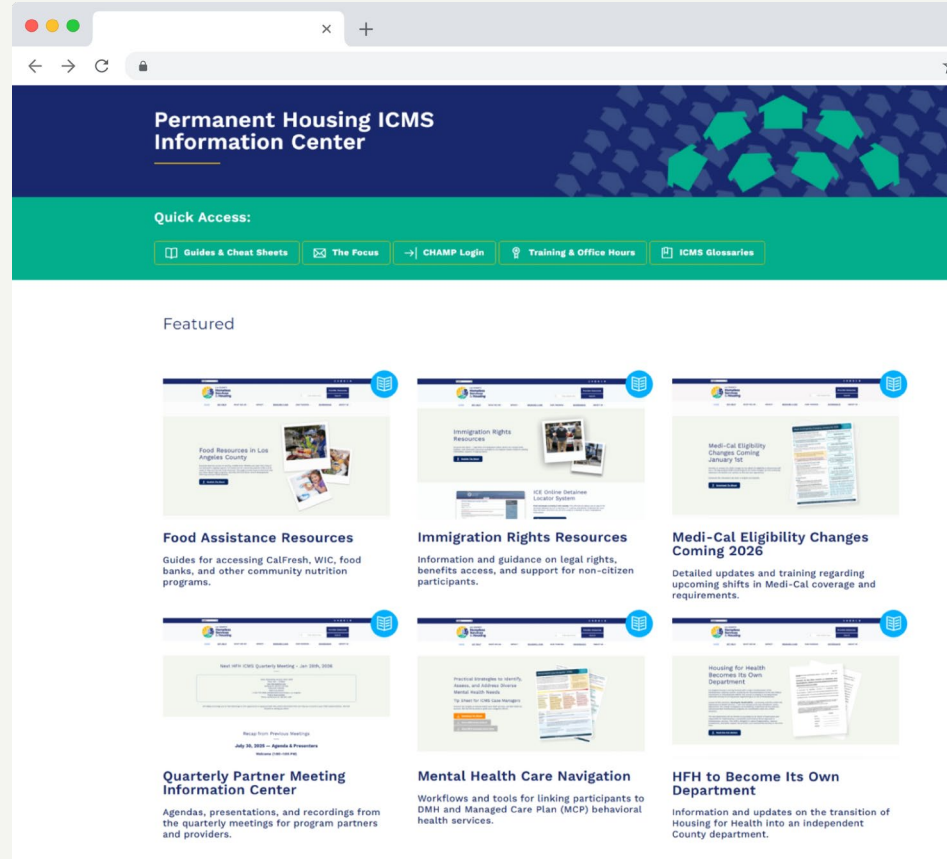 Permanent Housing ICMS
Information Center
Quick Access:
Guides & Cheat Sheets
The Focus
CHAMP Login
Training & Office Hours
ICMS Glossaries
Featured
Food Resources in Los
Angeles County
Immigration Rights
Resources
ICE Online Detainee
Locator System
Medi-Cal Eligibility
Changes Coming
January 1st
Food Assistance Resources
Guides for accessing CalFresh, WIC, food
banks, and other community nutrition
programs.
Immigration Rights Resources
Information and guidance on legal rights,
benefits access, and support for non-citizen
participants.
Medi-Cal Eligibility Changes
Coming 2026
Detailed updates and training regarding
upcoming shifts in Medi-Cal coverage and
requirements.
Next HFH ICMS Quarterly Meeting - Jan 26th, 2026
Recap from Previous Meetings
Agenda & Presenters
Practical Strategies to Identify,
Assess, and Address Diverse
Mental Health Needs
Tip Sheet for ICMS Case Managers
Housing for Health
Becomes Its Own
Department
Quarterly Partner Meeting
Information Center
Agendas, presentations, and recordings from
the quarterly meetings for program partners
and providers.
Mental Health Care Navigation
Workflows and tools for linking participants to
DMH and Managed Care Plan (MCP) behavioral
health services.
HFH to Become Its Own
Department
Information and updates on the transition of
Housing for Health into an independent
County department.